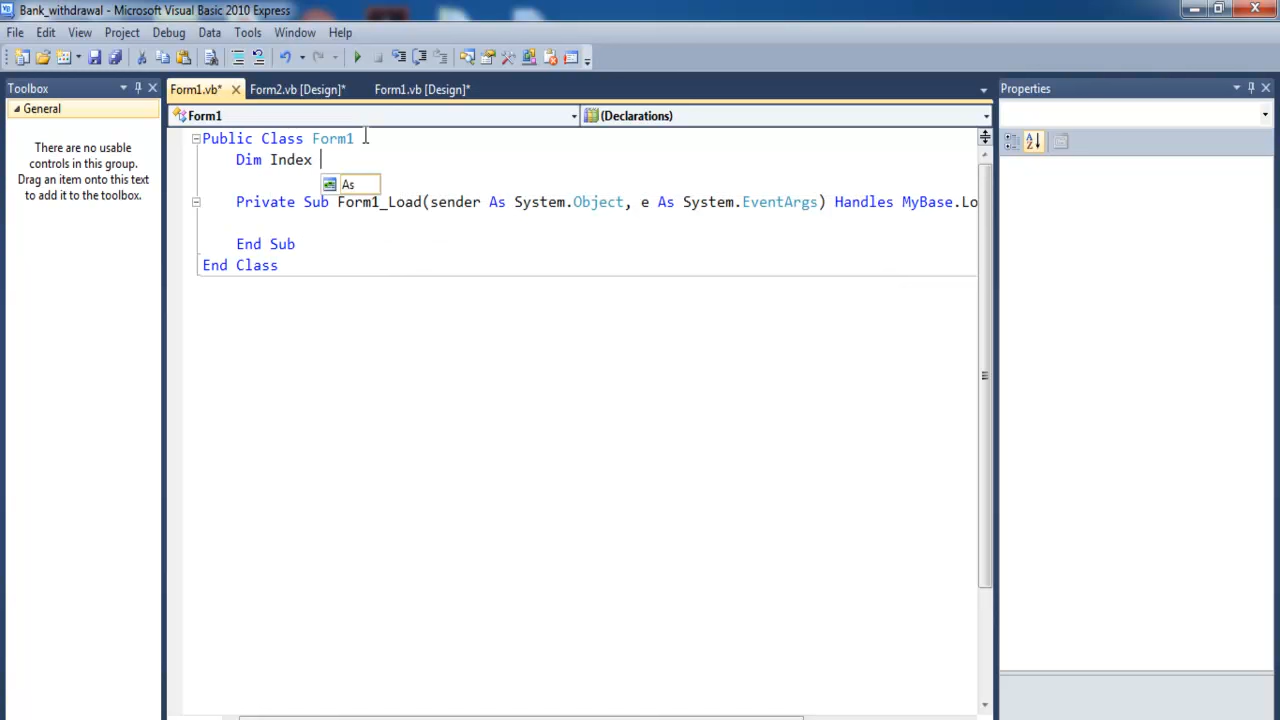 Bank_withdrawal - Microsoft Visual Basic 2010 Express
File Edit View Project Debug Data Tools Window Help
Toolbox
General
There are no usable
controls in this group.
Drag an item onto this text
to add it to the toolbox.
Form1.vb* Form2.vb [Design]* Form1.vb [Design]*
Form1 (Declarations)
Public Class Form1
Dim Index
As
Private Sub Form1_Load(sender As System.Object, e As System.EventArgs) Handles MyBase.Lo
End Sub
End Class
Properties